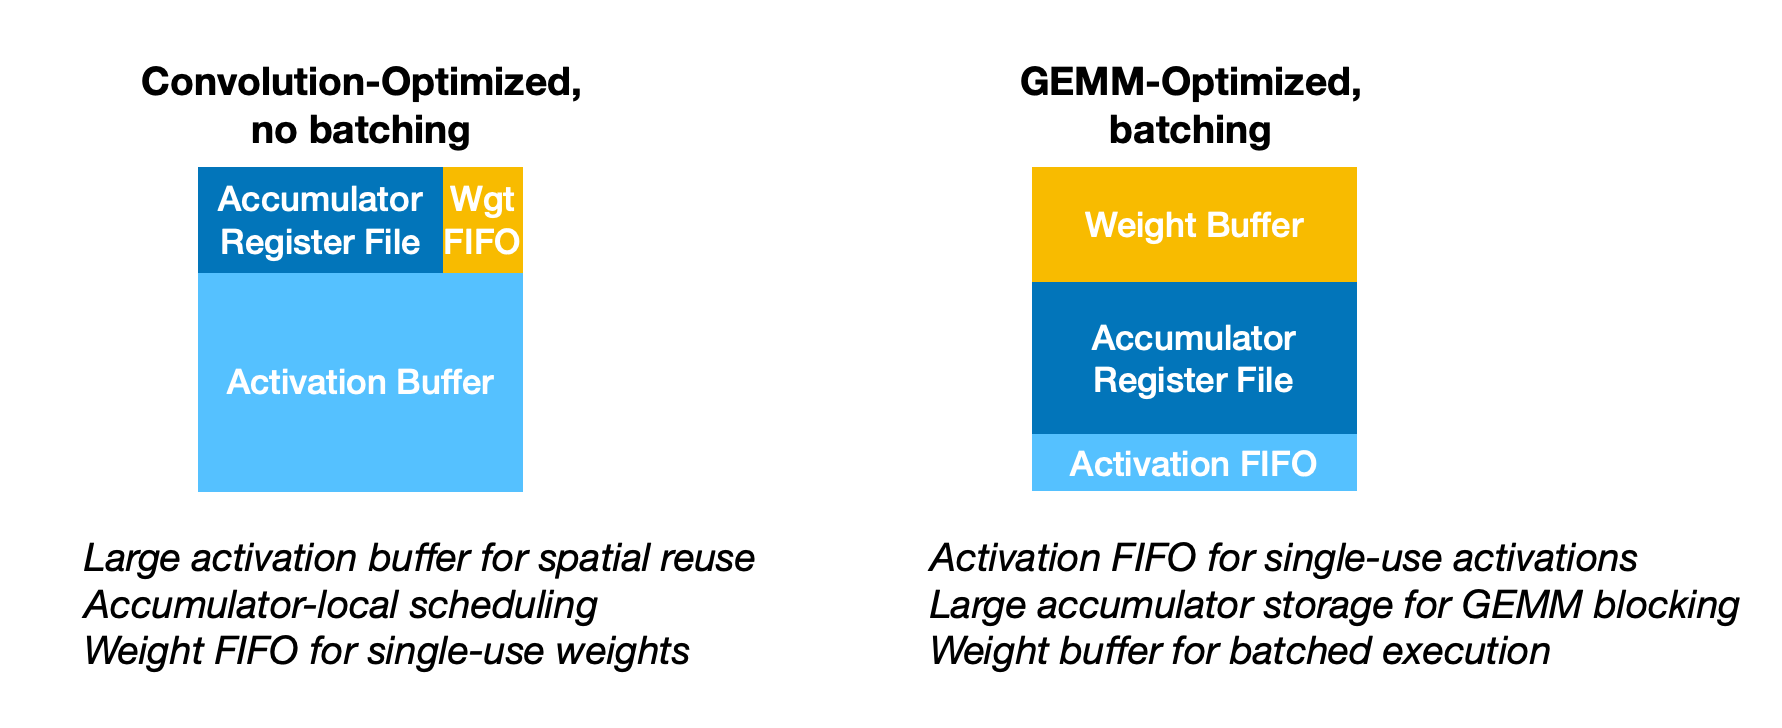 Convolution-Optimized,
no batching
Accumulator
Register File
Wgt
FIFO
Activation Buffer
Large activation buffer for spatial reuse
Accumulator-local scheduling
Weight FIFO for single-use weights
GEMM-Optimized,
batching
Weight Buffer
Accumulator
Register File
Activation FIFO
Activation FIFO for single-use activations
Large accumulator storage for GEMM blocking
Weight buffer for batched execution